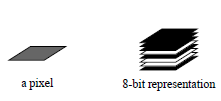 a pixel
8-bit representation